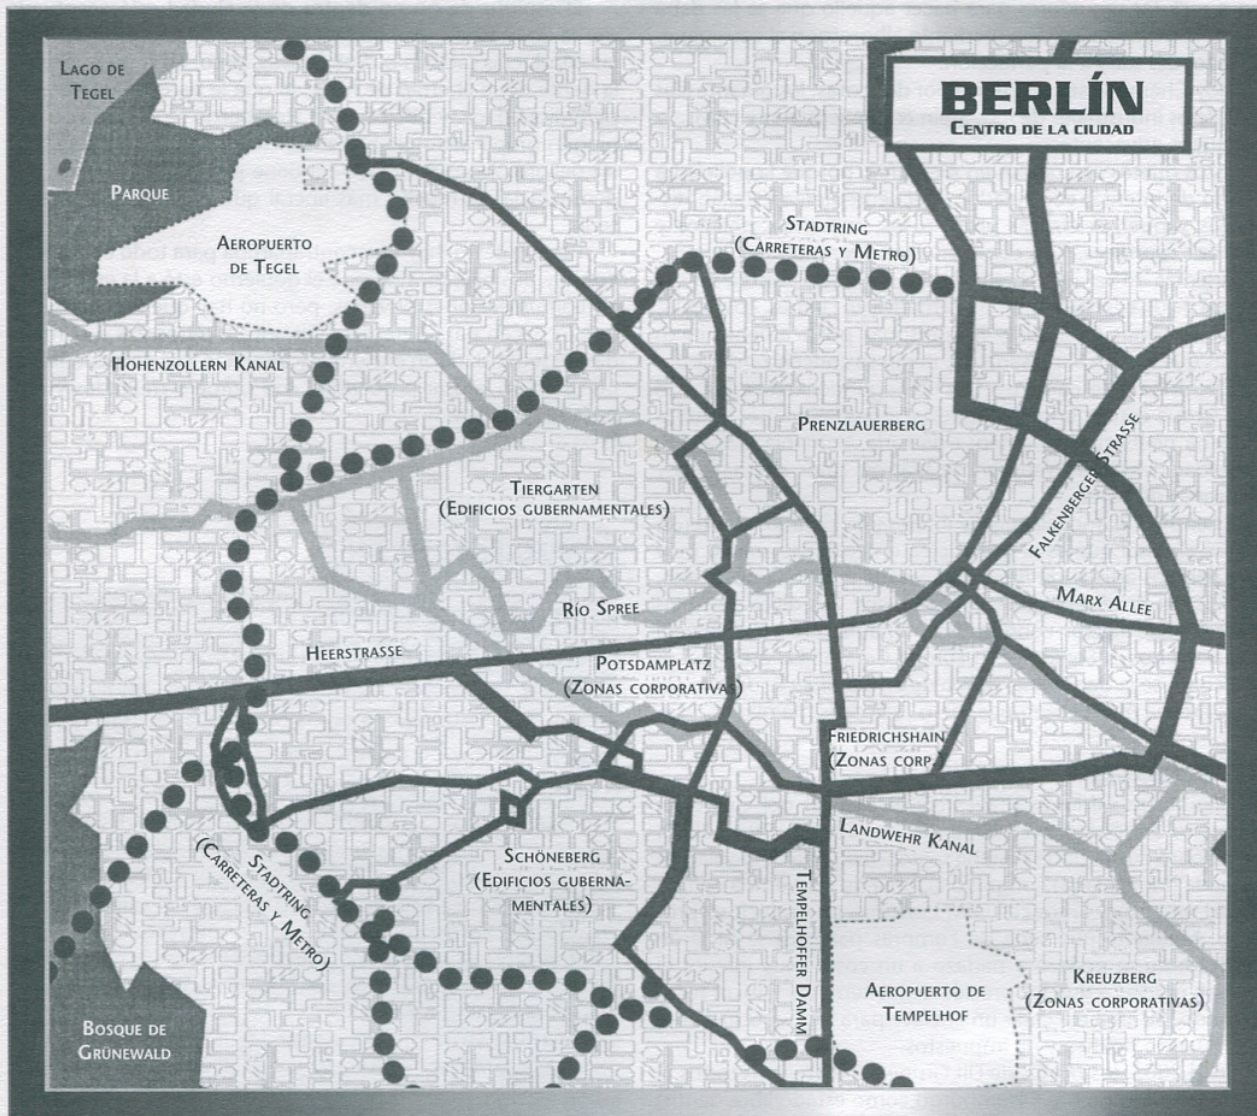 BERLÍN
CENTRO DE LA CIUDAD
LAGO DE
TEGEL
PARQUE
AEROPUERTO
DE TEGEL
STADTRING
(CARRETERAS Y METRO)
HOHENZOLLERN KANAL
PRENZLAUERBERG
FALKENBERGER STRASSE
TIERGARTEN
(EDIFICIOS GUBERNAMENTALES)
RÍO SPREE
MARX ALLEE
HEERSTRASSE
POTSDAMPLATZ
(ZONAS CORPORATIVAS)
FRIEDRICHSHAIN
(ZONAS CORP.)
LANDWEHR KANAL
STADTRING
(CARRETERAS Y METRO)
SCHÖNEBERG
(EDIFICIOS GUBERNA-
MENTALES)
TEMPELHOFFER DAMM
AEROPUERTO DE
TEMPELHOF
KREUZBERG
(ZONAS CORPORATIVAS)
BOSQUE DE
GRÜNEWALD